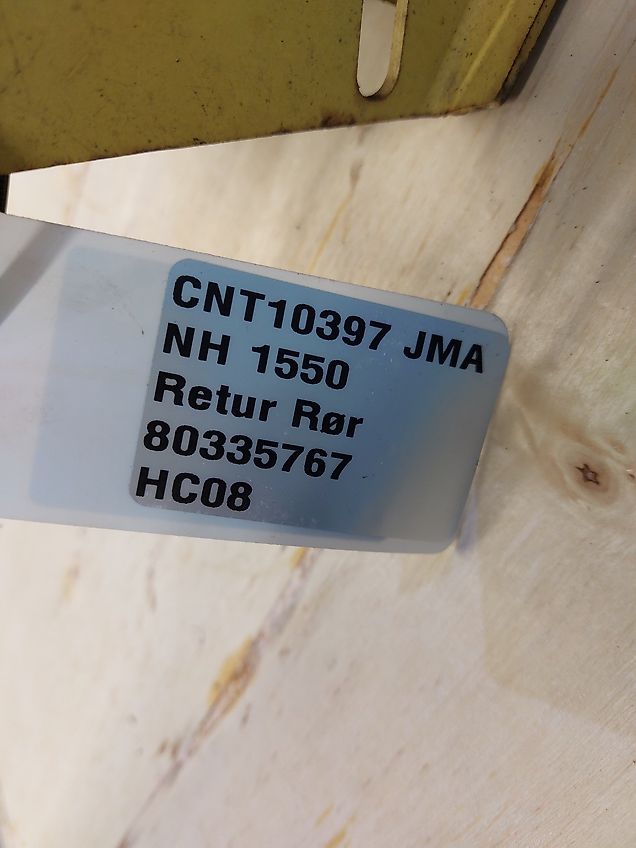 CNT10397 JMA
NH 1550
Retur Rør
80335767
HC08